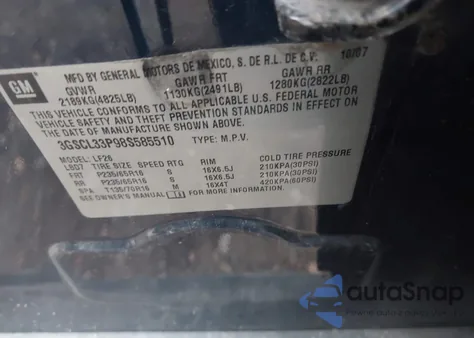 GM
MFD BY GENERAL MOTORS DE MEXICO, S. DE R.L. DE C.V. 10/07
GVWR GAWR FRT GAWR RR
2189KG(4825LB) 1130KG(2491LB) 1280KG(2822LB)
THIS VEHICLE CONFORMS TO ALL APPLICABLE U.S. FEDERAL MOTOR
VEHICLE SAFETY, BUMPER, AND THEFT PREVENTION STANDARDS IN
EFFECT ON THE DATE OF MANUFACTURE SHOWN ABOVE.
3GSCL33P98S585510 TYPE: M.P.V.
LS07 LF26
TIRE SIZE SPEED RTG RIM COLD TIRE PRESSURE
FRT P235/65R16 S 16X6.5J 210KPA(30PSI)
RR P235/65R16 S 16X6.5J 210KPA(30PSI)
SPA T135/70R16 M 16X4T 420KPA(60PSI)
SEE OWNER'S MANUAL FOR MORE INFORMATION.
autoSnap